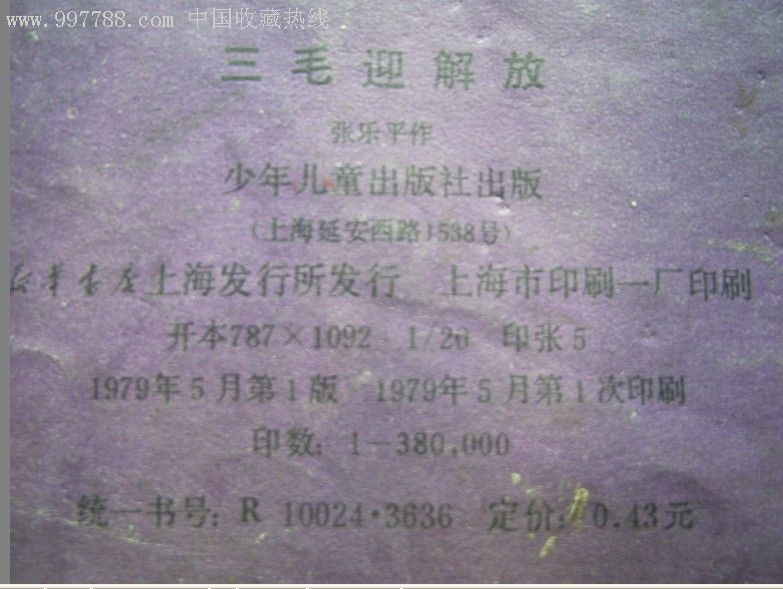 www.997788.com 中国收藏热线
三毛迎解放
张乐平作
少年儿童出版社出版
(上海延安西路1538号)
新华书店上海发行所发行 上海市印刷一厂印刷
开本787×1092 1/20 印张5
1979年5月第1版 1979年5月第1次印刷
印数: 1—380,000
统一书号: R 10024·3636 定价: 0.43元